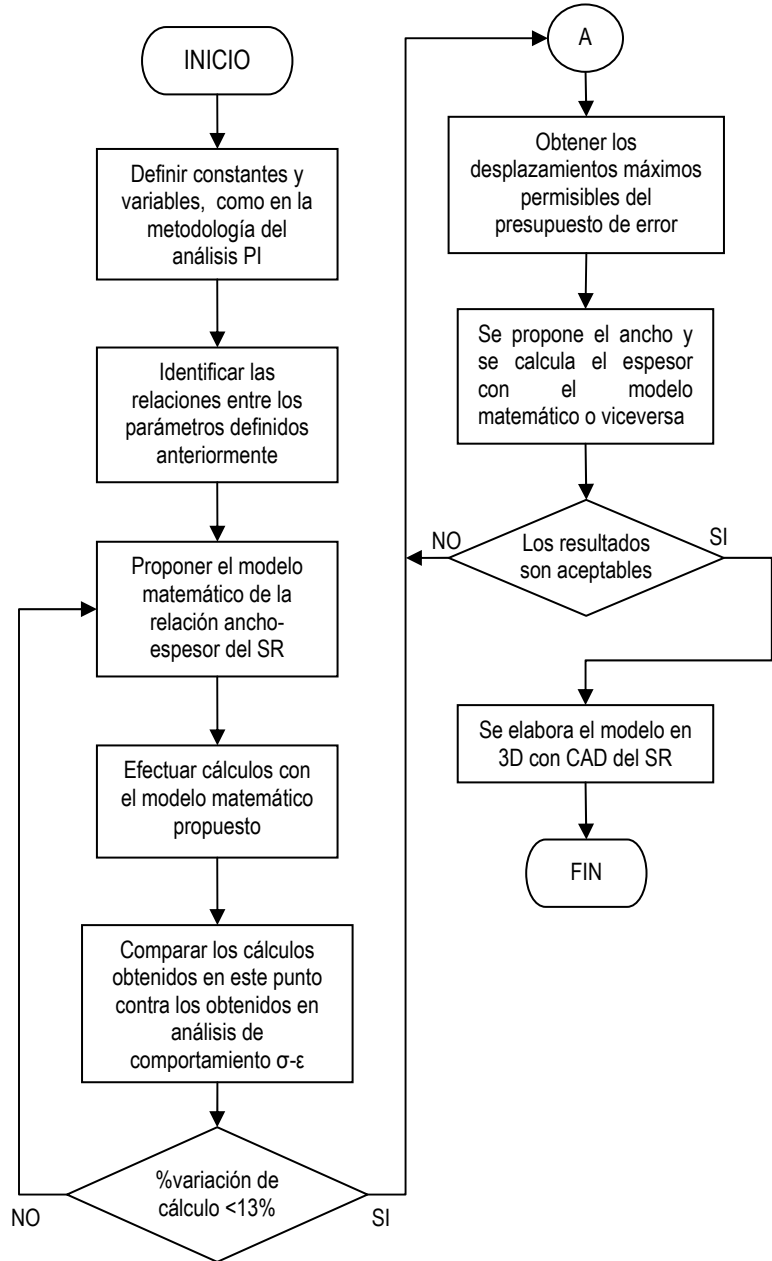 INICIO
Definir constantes y
variables, como en la
metodología del
análisis PI
Identificar las
relaciones entre los
parámetros definidos
anteriormente
Proponer el modelo
matemático de la
relación ancho-
espesor del SR
Efectuar cálculos con
el modelo matemático
propuesto
Comparar los cálculos
obtenidos en este punto
contra los obtenidos en
análisis de
comportamiento σ-ε
%variación de
cálculo <13%
NO
SI
A
Obtener los
desplazamientos máximos
permisibles del
presupuesto de error
Se propone el ancho y
se calcula el espesor
con el modelo
matemático o viceversa
NO
SI
Los resultados
son aceptables
Se elabora el modelo en
3D con CAD del SR
FIN